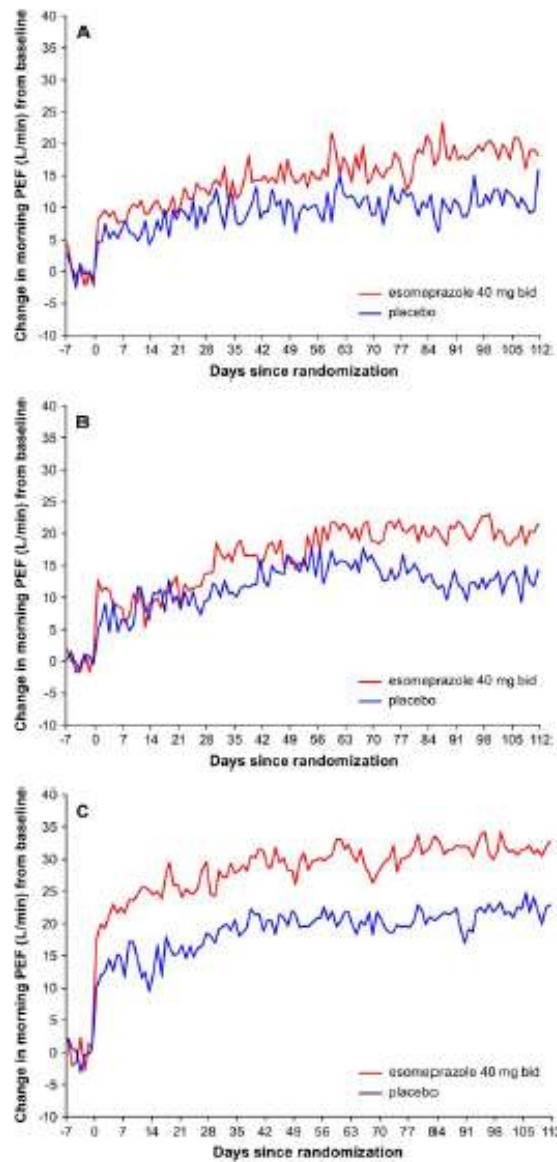 A
Change in morning PEF (L/min) from baseline
40
35
30
25
20
15
10
5
0
-5
-10
esomeprazole 40 mg bid
placebo
-7 0 7 14 21 28 35 42 49 56 63 70 77 84 91 98 105 112
Days since randomization
B
Change in morning PEF (L/min) from baseline
40
35
30
25
20
15
10
5
0
-5
-10
esomeprazole 40 mg bid
placebo
-7 0 7 14 21 28 35 42 49 56 63 70 77 84 91 98 105 112
Days since randomization
C
Change in morning PEF (L/min) from baseline
40
35
30
25
20
15
10
5
0
-5
-10
esomeprazole 40 mg bid
placebo
-7 0 7 14 21 28 35 42 49 56 63 70 77 84 91 98 105 112
Days since randomization